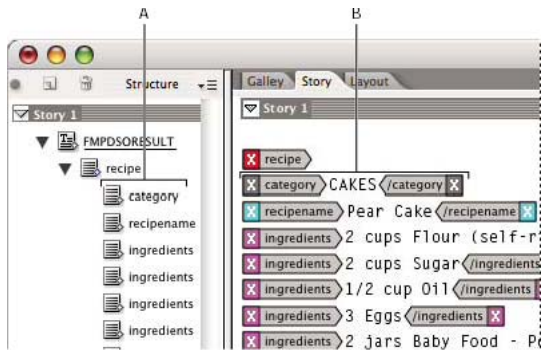 A
B
Structure
Galley Story Layout
Story 1
Story 1
FMPDSORESULT
recipe
category
recipename
ingredients
ingredients
ingredients
ingredients
recipe
category CAKES /category
recipename Pear Cake /recipename
ingredients 2 cups Flour (self-r
ingredients 2 cups Sugar /ingredients
ingredients 1/2 cup Oil /ingredients
ingredients 3 Eggs /ingredients
ingredients 2 jars Baby Food - P